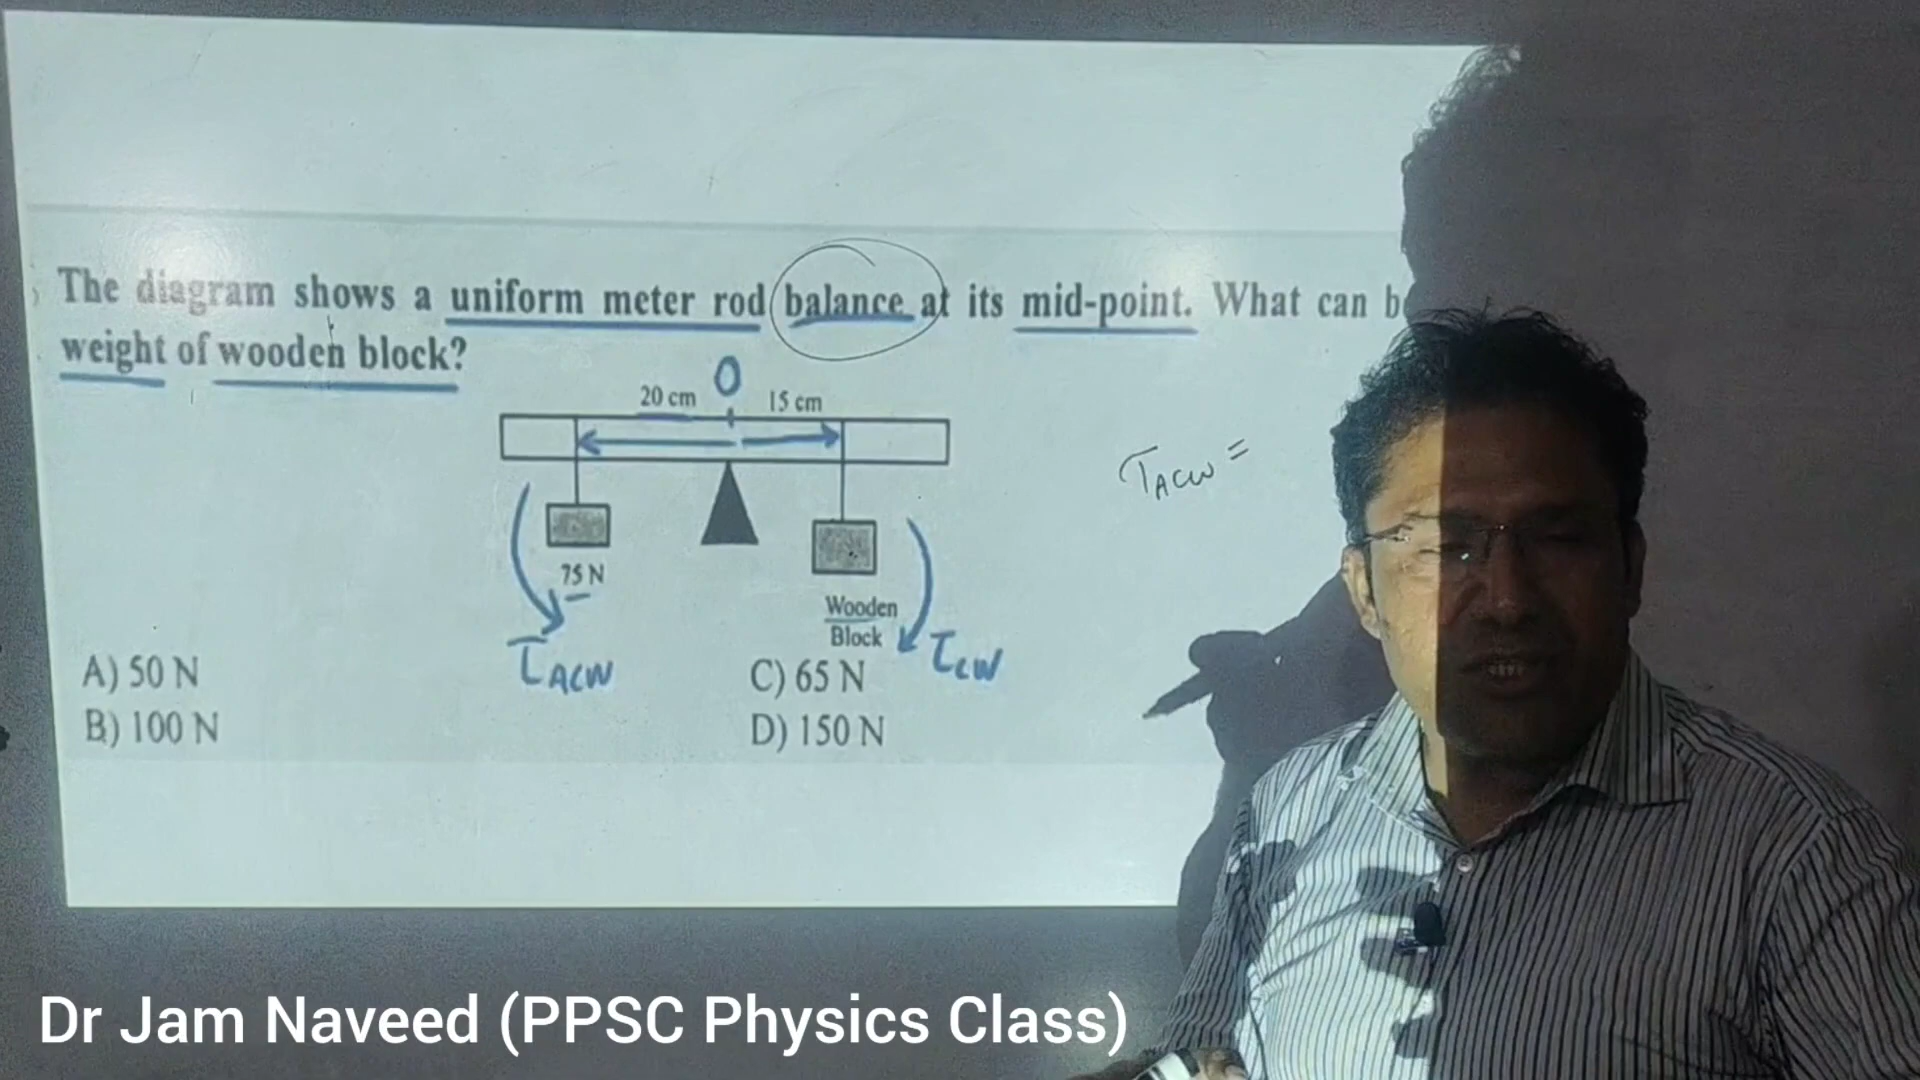 The diagram shows a uniform meter rod balance at its mid-point. What can
weight of wooden block?
O
20 cm
15 cm
τACW =
75 N
Wooden
Block
τACW
τCW
A) 50 N
C) 65 N
B) 100 N
D) 150 N
Dr Jam Naveed (PPSC Physics Class)